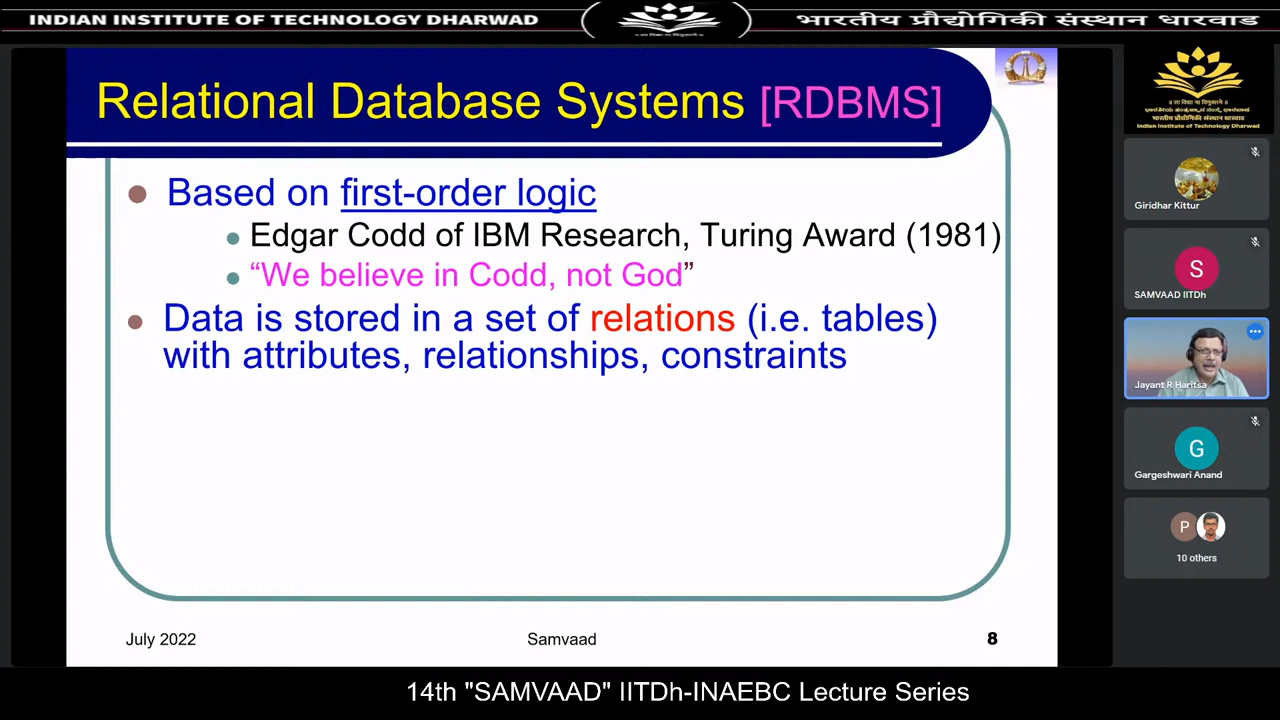 INDIAN INSTITUTE OF TECHNOLOGY DHARWAD
भारतीय प्रौद्योगिकी संस्थान धारवाड
Relational Database Systems [RDBMS]
Based on first-order logic
Edgar Codd of IBM Research, Turing Award (1981)
“We believe in Codd, not God”
Data is stored in a set of relations (i.e. tables)
with attributes, relationships, constraints
July 2022
Samvaad
8
भारतीय प्रौद्योगिकी संस्थान धारवाड
Indian Institute of Technology Dharwad
Giridhar Kittur
S
SAMVAAD IITDh
Jayant R Haritsa
G
Gargeshwari Anand
P
10 others
14th "SAMVAAD" IITDh-INAEBC Lecture Series